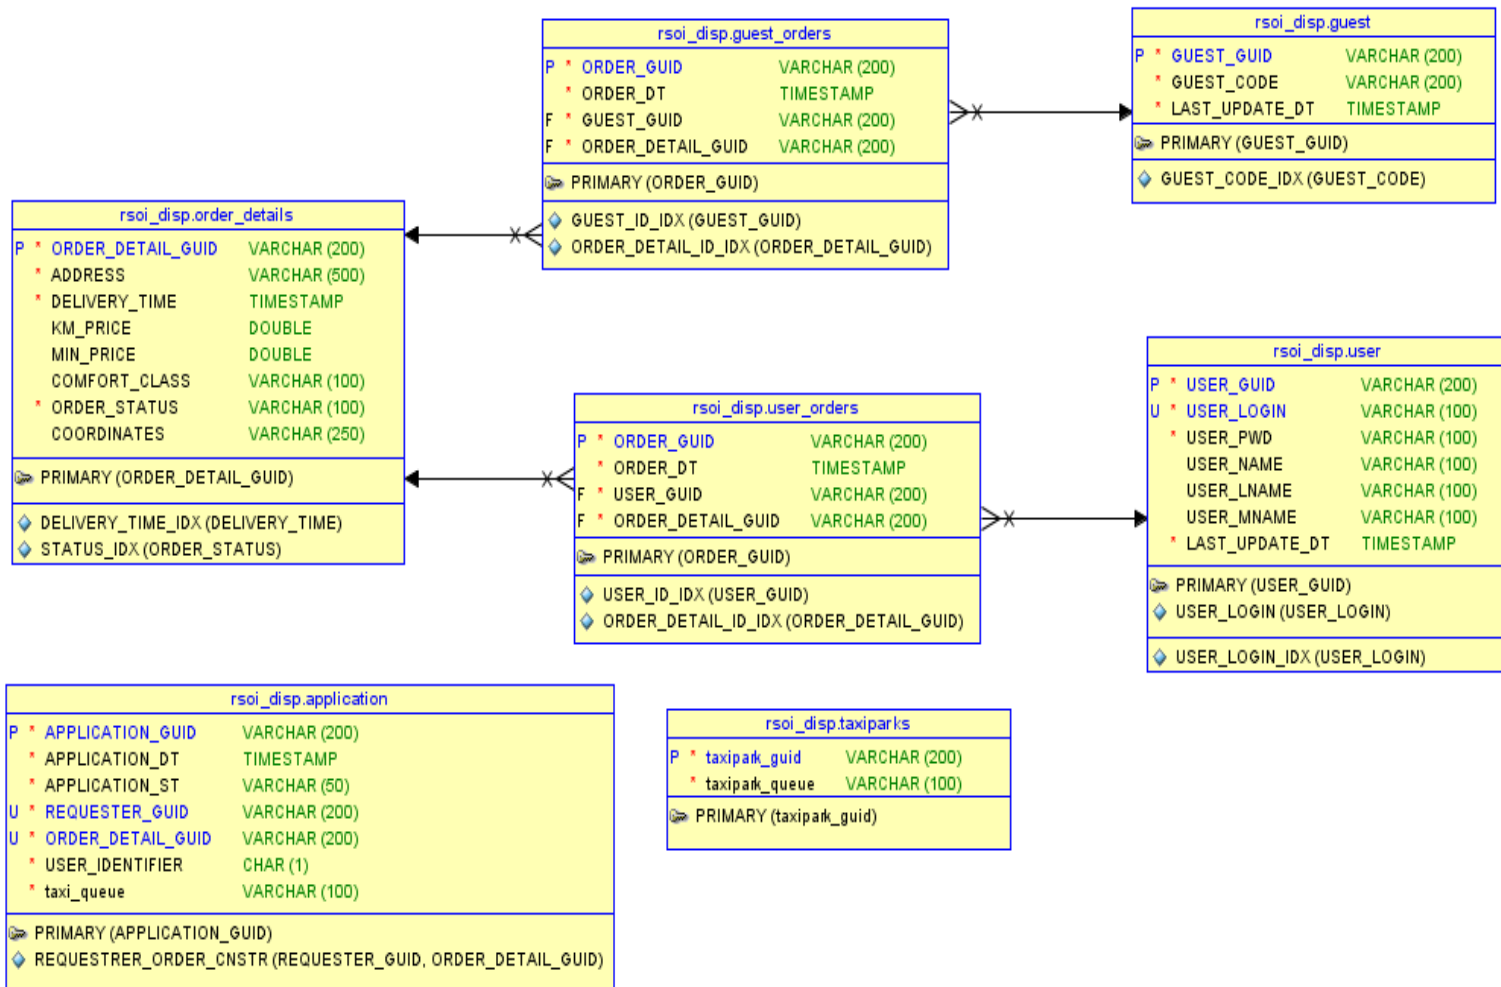 rsoi_disp.guest_orders
P * ORDER_GUID VARCHAR (200)
* ORDER_DT TIMESTAMP
F * GUEST_GUID VARCHAR (200)
F * ORDER_DETAIL_GUID VARCHAR (200)
PRIMARY (ORDER_GUID)
GUEST_ID_IDX (GUEST_GUID)
ORDER_DETAIL_ID_IDX (ORDER_DETAIL_GUID)
rsoi_disp.guest
P * GUEST_GUID VARCHAR (200)
* GUEST_CODE VARCHAR (200)
* LAST_UPDATE_DT TIMESTAMP
PRIMARY (GUEST_GUID)
GUEST_CODE_IDX (GUEST_CODE)
rsoi_disp.order_details
P * ORDER_DETAIL_GUID VARCHAR (200)
* ADDRESS VARCHAR (500)
* DELIVERY_TIME TIMESTAMP
KM_PRICE DOUBLE
MIN_PRICE DOUBLE
COMFORT_CLASS VARCHAR (100)
* ORDER_STATUS VARCHAR (100)
COORDINATES VARCHAR (250)
PRIMARY (ORDER_DETAIL_GUID)
DELIVERY_TIME_IDX (DELIVERY_TIME)
STATUS_IDX (ORDER_STATUS)
rsoi_disp.user_orders
P * ORDER_GUID VARCHAR (200)
* ORDER_DT TIMESTAMP
F * USER_GUID VARCHAR (200)
F * ORDER_DETAIL_GUID VARCHAR (200)
PRIMARY (ORDER_GUID)
USER_ID_IDX (USER_GUID)
ORDER_DETAIL_ID_IDX (ORDER_DETAIL_GUID)
rsoi_disp.user
P * USER_GUID VARCHAR (200)
U * USER_LOGIN VARCHAR (100)
* USER_PWD VARCHAR (100)
USER_NAME VARCHAR (100)
USER_LNAME VARCHAR (100)
USER_MNAME VARCHAR (100)
* LAST_UPDATE_DT TIMESTAMP
PRIMARY (USER_GUID)
USER_LOGIN (USER_LOGIN)
USER_LOGIN_IDX (USER_LOGIN)
rsoi_disp.application
P * APPLICATION_GUID VARCHAR (200)
* APPLICATION_DT TIMESTAMP
* APPLICATION_ST VARCHAR (50)
U * REQUESTER_GUID VARCHAR (200)
U * ORDER_DETAIL_GUID VARCHAR (200)
* USER_IDENTIFIER CHAR (1)
* taxi_queue VARCHAR (100)
PRIMARY (APPLICATION_GUID)
REQUESTRER_ORDER_CNSTR (REQUESTER_GUID, ORDER_DETAIL_GUID)
rsoi_disp.taxiparks
P * taxipark_guid VARCHAR (200)
* taxipark_queue VARCHAR (100)
PRIMARY (taxipark_guid)